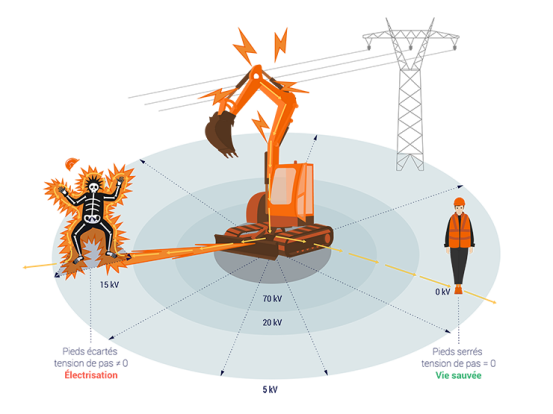 15 kV
0 kV
70 kV
20 kV
Pieds écartés
tension de pas ≠ 0
Électrisation
Pieds serrés
tension de pas = 0
Vie sauvée
5 kV